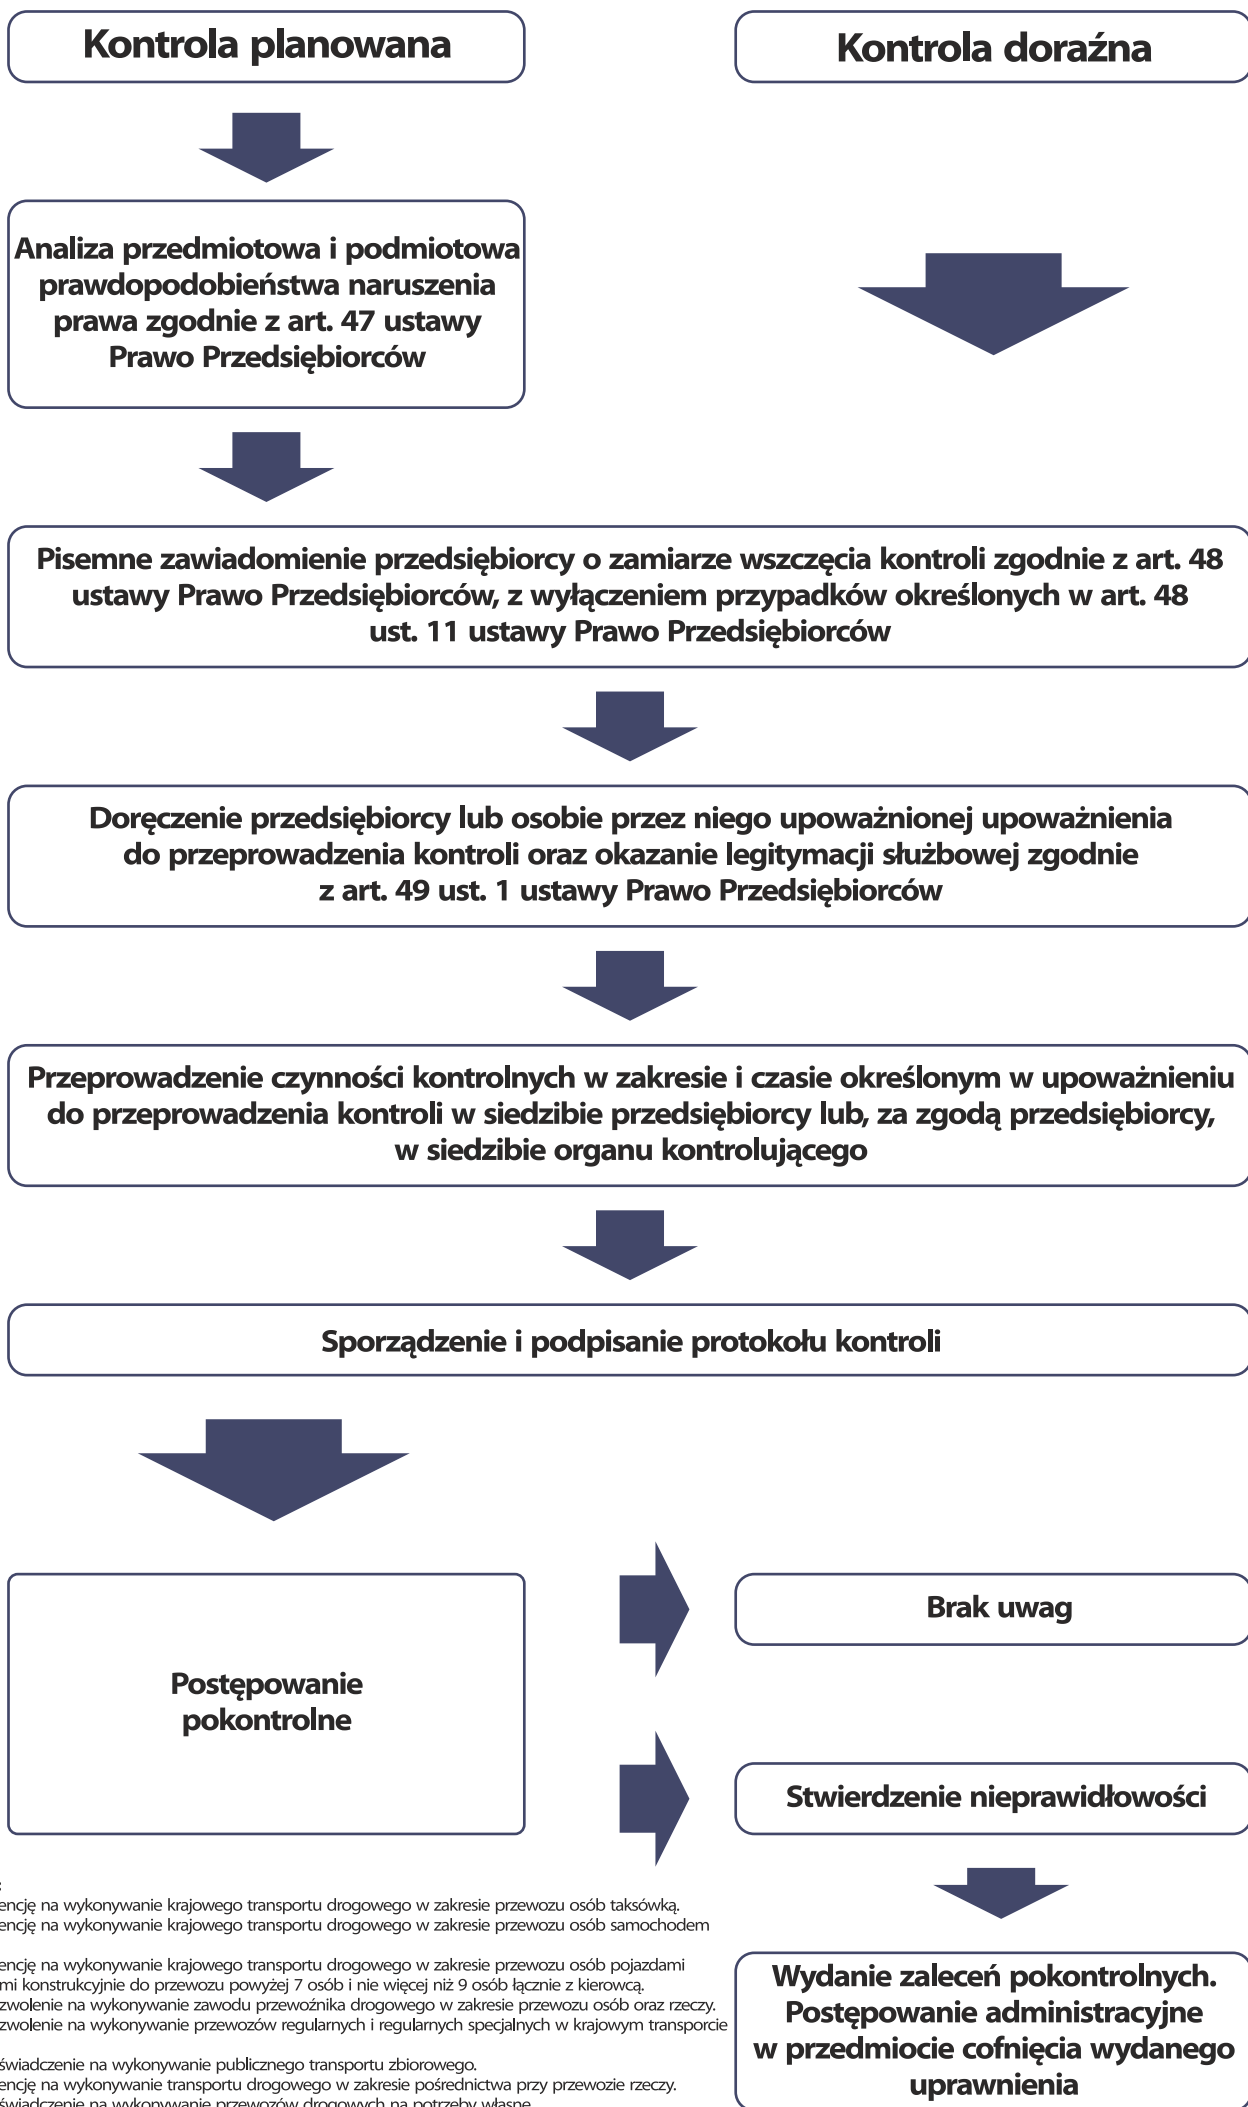 Kontrola planowana
Kontrola doraźna
Analiza przedmiotowa i podmiotowa
prawdopodobieństwa naruszenia
prawa zgodnie z art. 47 ustawy
Prawo Przedsiębiorców
Pisemne zawiadomienie przedsiębiorcy o zamiarze wszczęcia kontroli zgodnie z art. 48
ustawy Prawo Przedsiębiorców, z wyłączeniem przypadków określonych w art. 48
ust. 11 ustawy Prawo Przedsiębiorców
Doręczenie przedsiębiorcy lub osobie przez niego upoważnionej upoważnienia
do przeprowadzenia kontroli oraz okazanie legitymacji służbowej zgodnie
z art. 49 ust. 1 ustawy Prawo Przedsiębiorców
Przeprowadzenie czynności kontrolnych w zakresie i czasie określonym w upoważnieniu
do przeprowadzenia kontroli w siedzibie przedsiębiorcy lub, za zgodą przedsiębiorcy,
w siedzibie organu kontrolującego
Sporządzenie i podpisanie protokołu kontroli
Postępowanie
pokontrolne
Brak uwag
Stwierdzenie nieprawidłowości
Wydanie zaleceń pokontrolnych.
Postępowanie administracyjne
w przedmiocie cofnięcia wydanego
uprawnienia
:
encję na wykonywanie krajowego transportu drogowego w zakresie przewozu osób taksówką.
encję na wykonywanie krajowego transportu drogowego w zakresie przewozu osób samochodem
encję na wykonywanie krajowego transportu drogowego w zakresie przewozu osób pojazdami
mi konstrukcyjnie do przewozu powyżej 7 osób i nie więcej niż 9 osób łącznie z kierowcą.
zwolenie na wykonywanie zawodu przewoźnika drogowego w zakresie przewozu osób oraz rzeczy.
zwolenie na wykonywanie przewozów regularnych i regularnych specjalnych w krajowym transporcie
świadczenie na wykonywanie publicznego transportu zbiorowego.
encję na wykonywanie transportu drogowego w zakresie pośrednictwa przy przewozie rzeczy.
świadczenie na wykonywanie przewozów drogowych na potrzeby własne